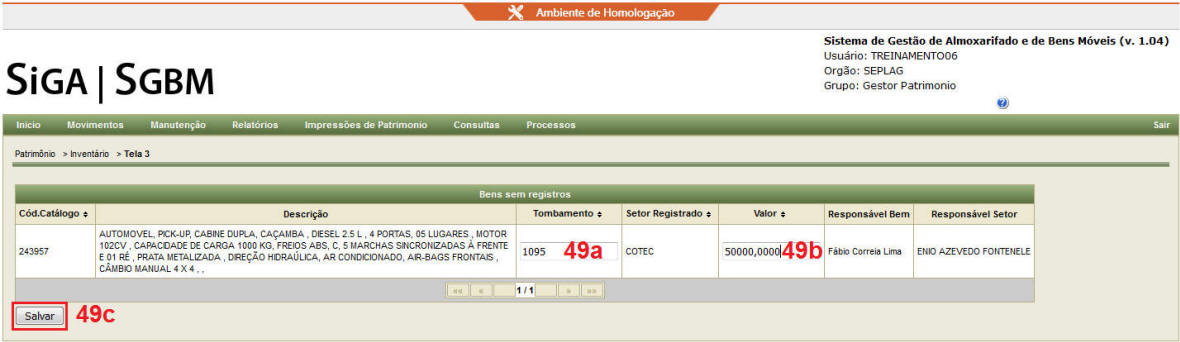 Ambiente de Homologação
Sistema de Gestão de Almoxarifado e de Bens Móveis (v. 1.04)
Usuário: TREINAMENTO06
Orgão: SEPLAG
Grupo: Gestor Patrimonio
SIGA | SGBM
Inicio Movimentos Manutenção Relatórios Impressões de Patrimonio Consultas Processos Sair
Patrimônio > Inventário > Tela 3
Bens sem registros
Cód.Catálogo Descrição Tombamento Setor Registrado Valor Responsável Bem Responsável Setor
AUTOMOVEL, PICK-UP, CABINE DUPLA, CAÇAMBA , DIESEL 2.5 L , 4 PORTAS, 05 LUGARES , MOTOR
102CV , CAPACIDADE DE CARGA 1000 KG, FREIOS ABS, C, 5 MARCHAS SINCRONIZADAS À FRENTE
243957 E 01 RÉ , PRATA METALIZADA , DIREÇÃO HIDRAÚLICA, AR CONDICIONADO, AIR-BAGS FRONTAIS , 1095 49a COTEC 50000,0000 49b Fábio Correia Lima ENIO AZEVEDO FONTENELE
CÂMBIO MANUAL 4 X 4 , ,
«« « 1 / 1 » »»
Salvar 49c